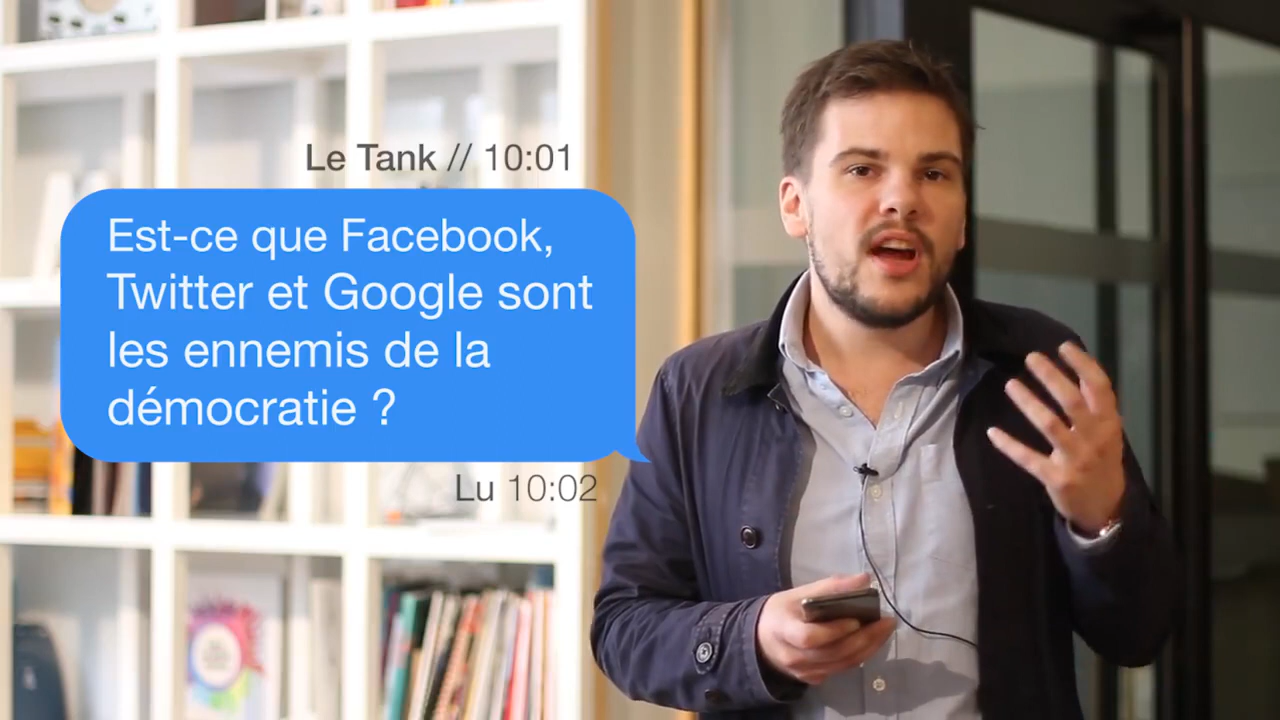 Le Tank // 10:01
Est-ce que Facebook,
Twitter et Google sont
les ennemis de la
démocratie ?
Lu 10:02